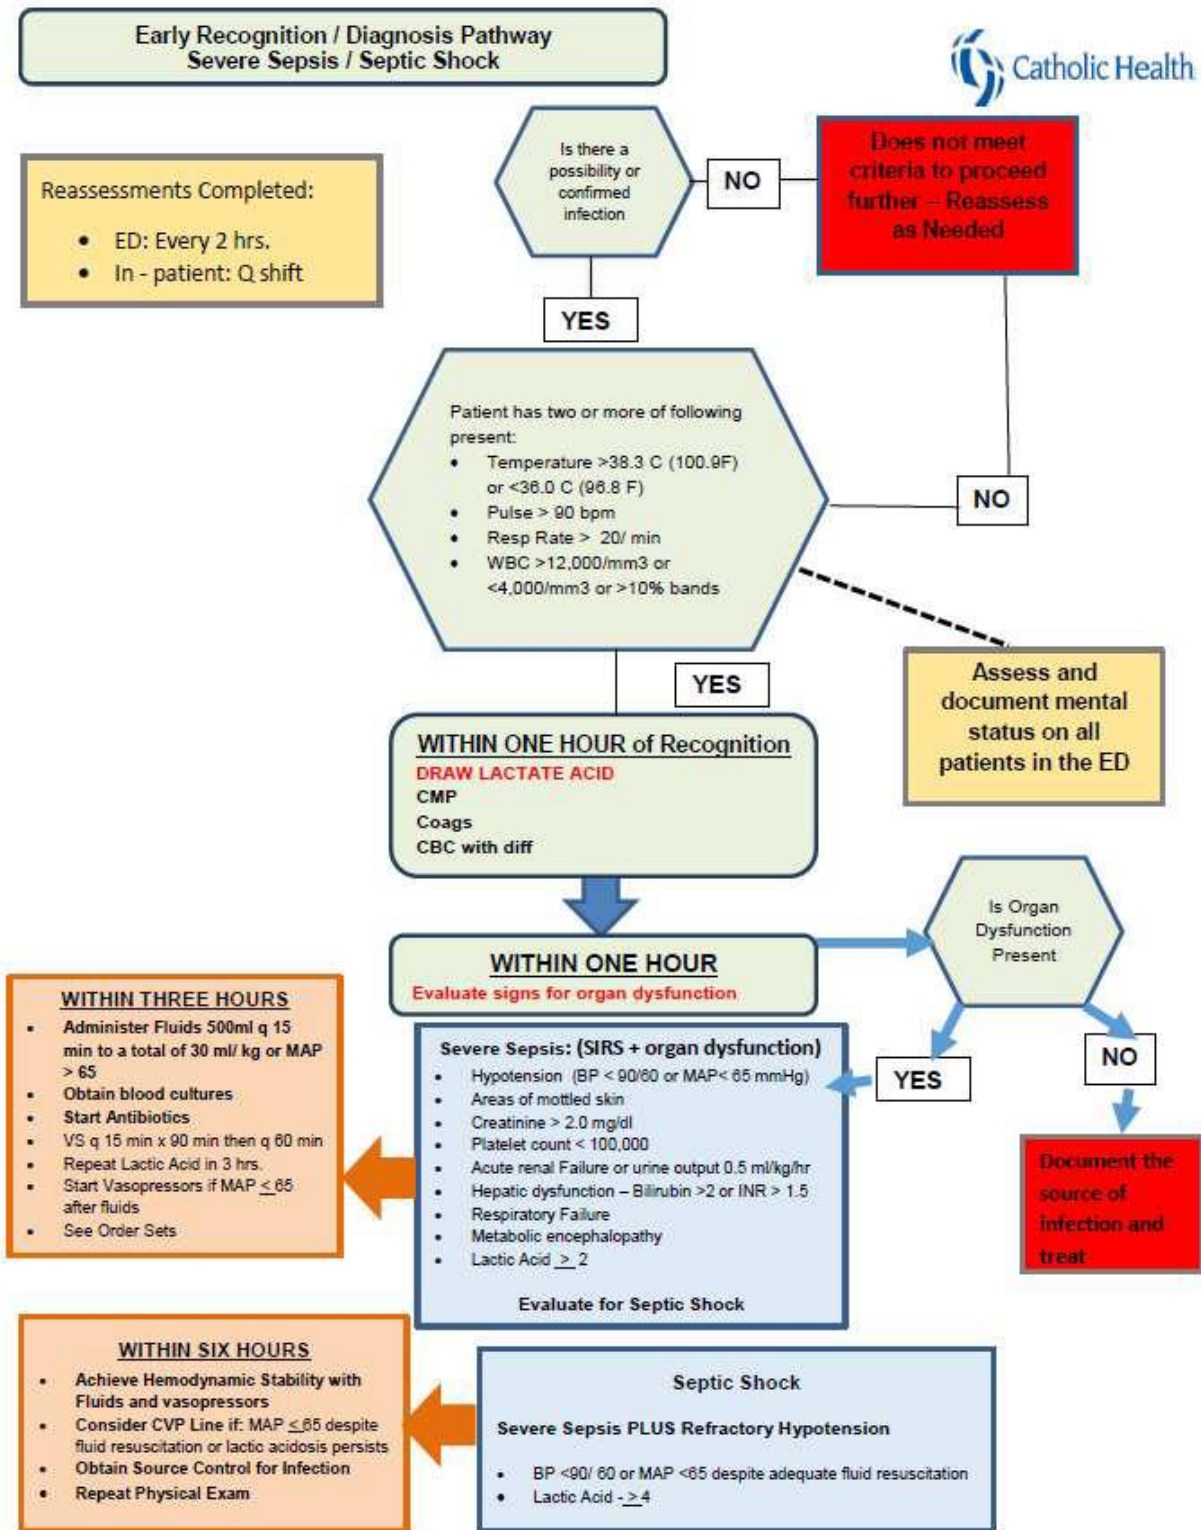 Early Recognition / Diagnosis Pathway
Severe Sepsis / Septic Shock
Catholic Health
Reassessments Completed:
• ED: Every 2 hrs.
• In - patient: Q shift
Is there a
possibility or
confirmed
infection
NO
Does not meet
criteria to proceed
further – Reassess
as Needed
YES
Patient has two or more of following
present:
• Temperature >38.3 C (100.9F)
or <36.0 C (96.8 F)
• Pulse > 90 bpm
• Resp Rate > 20/ min
• WBC >12,000/mm3 or
<4,000/mm3 or >10% bands
NO
YES
Assess and
document mental
status on all
patients in the ED
WITHIN ONE HOUR of Recognition
DRAW LACTATE ACID
CMP
Coags
CBC with diff
WITHIN ONE HOUR
Evaluate signs for organ dysfunction
Is Organ
Dysfunction
Present
YES
NO
Document the
source of
infection and
treat
Severe Sepsis: (SIRS + organ dysfunction)
• Hypotension (BP < 90/60 or MAP< 65 mmHg)
• Areas of mottled skin
• Creatinine > 2.0 mg/dl
• Platelet count < 100,000
• Acute renal Failure or urine output 0.5 ml/kg/hr
• Hepatic dysfunction – Bilirubin >2 or INR > 1.5
• Respiratory Failure
• Metabolic encephalopathy
• Lactic Acid > 2
Evaluate for Septic Shock
WITHIN THREE HOURS
• Administer Fluids 500ml q 15
min to a total of 30 ml/ kg or MAP
> 65
• Obtain blood cultures
• Start Antibiotics
• VS q 15 min x 90 min then q 60 min
• Repeat Lactic Acid in 3 hrs.
• Start Vasopressors if MAP < 65
after fluids
• See Order Sets
Septic Shock
Severe Sepsis PLUS Refractory Hypotension
• BP <90/ 60 or MAP <65 despite adequate fluid resuscitation
• Lactic Acid - > 4
WITHIN SIX HOURS
• Achieve Hemodynamic Stability with
Fluids and vasopressors
• Consider CVP Line if: MAP < 65 despite
fluid resuscitation or lactic acidosis persists
• Obtain Source Control for Infection
• Repeat Physical Exam